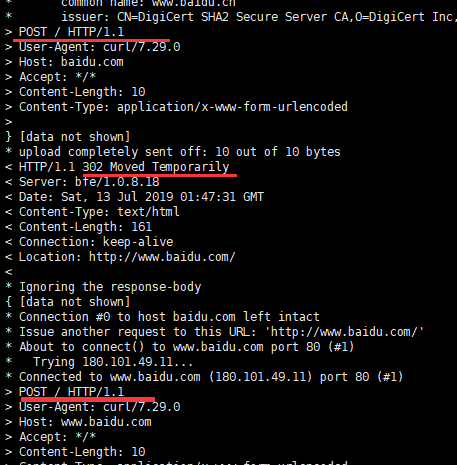 *       common name: www.baidu.cn
*       issuer: CN=DigiCert SHA2 Secure Server CA,O=DigiCert Inc,
> POST / HTTP/1.1
> User-Agent: curl/7.29.0
> Host: baidu.com
> Accept: */*
> Content-Length: 10
> Content-Type: application/x-www-form-urlencoded
>
} [data not shown]
* upload completely sent off: 10 out of 10 bytes
< HTTP/1.1 302 Moved Temporarily
< Server: bfe/1.0.8.18
< Date: Sat, 13 Jul 2019 01:47:31 GMT
< Content-Type: text/html
< Content-Length: 161
< Connection: keep-alive
< Location: http://www.baidu.com/
<
* Ignoring the response-body
{ [data not shown]
* Connection #0 to host baidu.com left intact
* Issue another request to this URL: 'http://www.baidu.com/'
* About to connect() to www.baidu.com port 80 (#1)
*   Trying 180.101.49.11...
* Connected to www.baidu.com (180.101.49.11) port 80 (#1)
> POST / HTTP/1.1
> User-Agent: curl/7.29.0
> Host: www.baidu.com
> Accept: */*
> Content-Length: 10
> Content-Type: application/x-www-form-urlencoded